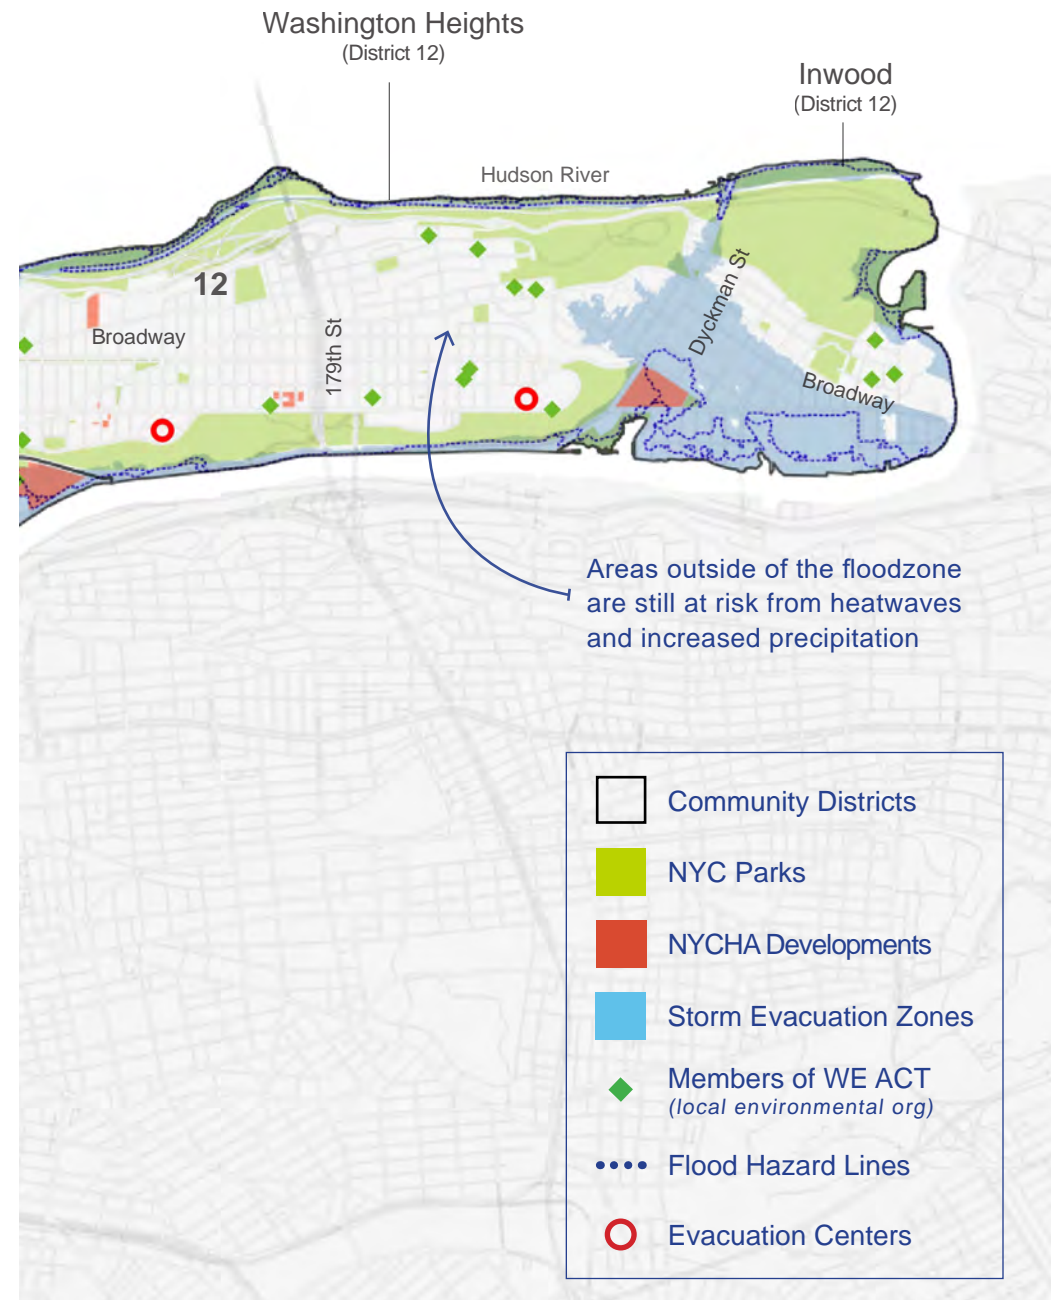 Washington Heights
(District 12)
Inwood
(District 12)
Hudson River
12
Broadway
179th St
Dyckman St
Broadway
Areas outside of the floodzone
are still at risk from heatwaves
and increased precipitation
Community Districts
NYC Parks
NYCHA Developments
Storm Evacuation Zones
Members of WE ACT
(local environmental org)
Flood Hazard Lines
Evacuation Centers